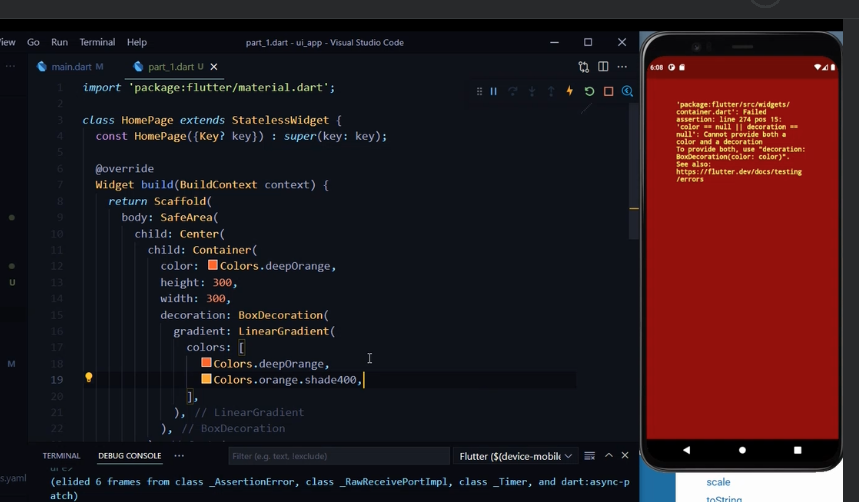 View Go Run Terminal Help
part_1.dart - ui_app - Visual Studio Code
main.dart M
part_1.dart U
1 import 'package:flutter/material.dart';
2
3 class HomePage extends StatelessWidget {
4 const HomePage({Key? key}) : super(key: key);
5
6 @override
7 Widget build(BuildContext context) {
8 return Scaffold(
9 body: SafeArea(
10 child: Center(
11 child: Container(
12 color: Colors.deepOrange,
13 height: 300,
14 width: 300,
15 decoration: BoxDecoration(
16 gradient: LinearGradient(
17 colors: [
18 Colors.deepOrange,
19 Colors.orange.shade400,
20 ],
21 ), // LinearGradient
22 ), // BoxDecoration
U
M
s.yaml
TERMINAL DEBUG CONSOLE ···
Filter (e.g. text, !exclude)
Flutter (${device-mobile
(elided 6 frames from class _AssertionError, class _RawReceivePortImpl, class _Timer, and dart:async-p
atch)
6:08
'package:flutter/src/widgets/
container.dart': Failed
assertion: line 274 pos 15:
'color == null || decoration ==
null': Cannot provide both a
color and a decoration
To provide both, use "decoration:
BoxDecoration(color: color)".
See also:
https://flutter.dev/docs/testing
/errors
scale
toString